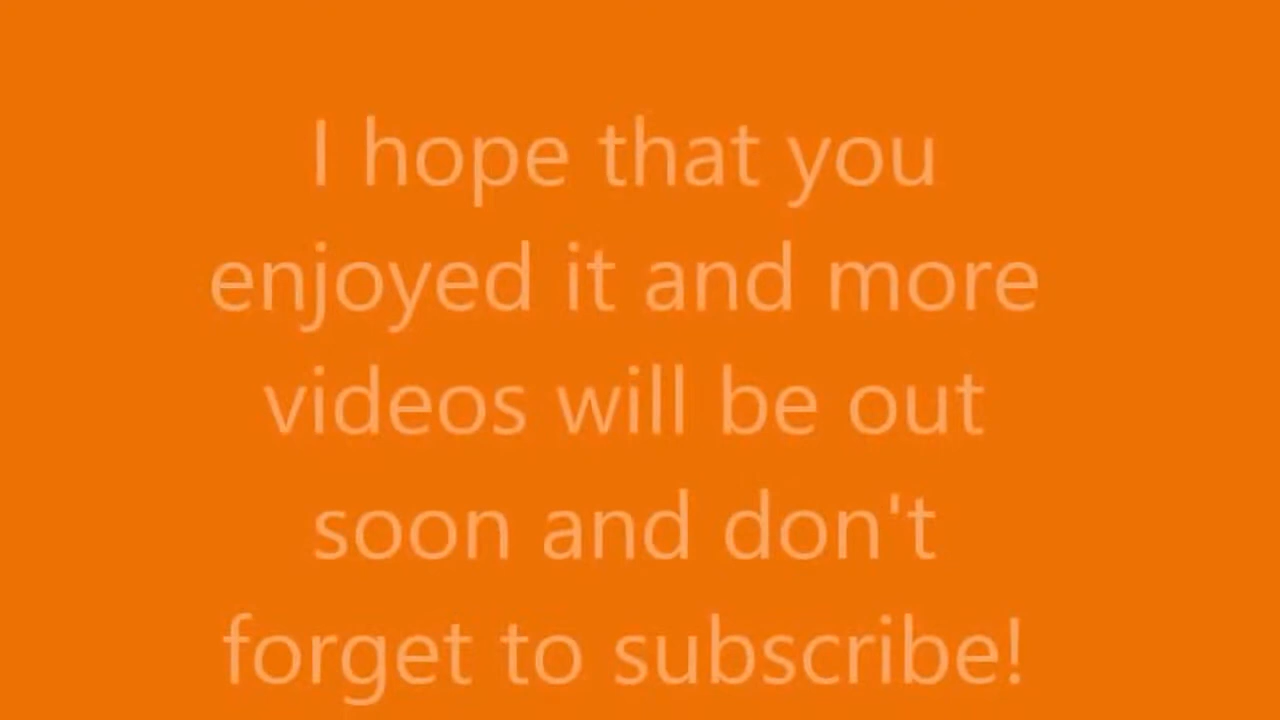 I hope that you
enjoyed it and more
videos will be out
soon and don't
forget to subscribe!